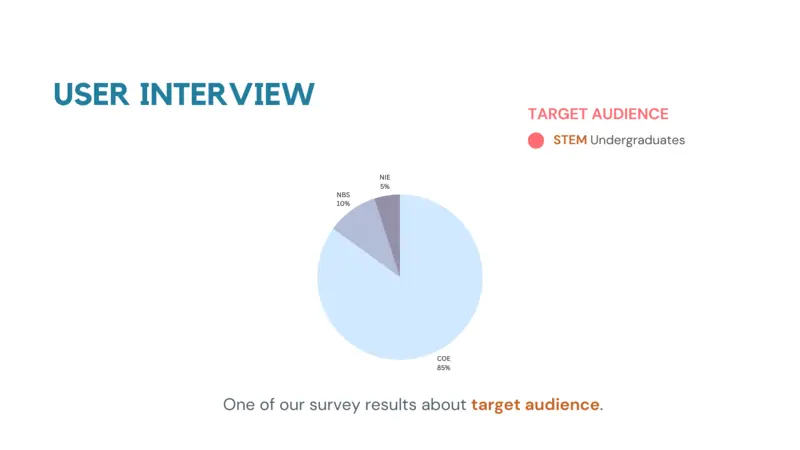 USER INTERVIEW
TARGET AUDIENCE
STEM Undergraduates
NIE
5%
NBS
10%
COE
85%
One of our survey results about target audience.